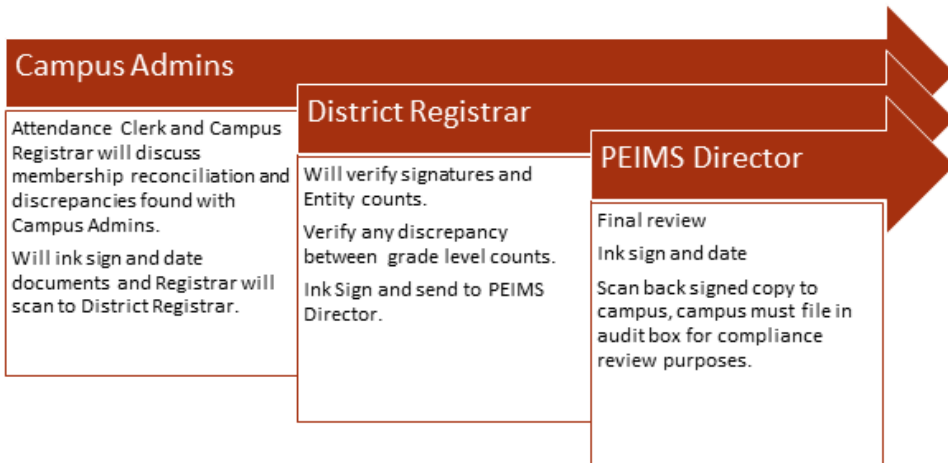 Campus Admins
Attendance Clerk and Campus
Registrar will discuss
membership reconciliation and
discrepancies found with
Campus Admins.
Will ink sign and date
documents and Registrar will
scan to District Registrar.
District Registrar
Will verify signatures and
Entity counts.
Verify any discrepancy
between grade level counts.
Ink Sign and send to PEIMS
Director.
PEIMS Director
Final review
Ink sign and date
Scan back signed copy to
campus, campus must file in
audit box for compliance
review purposes.